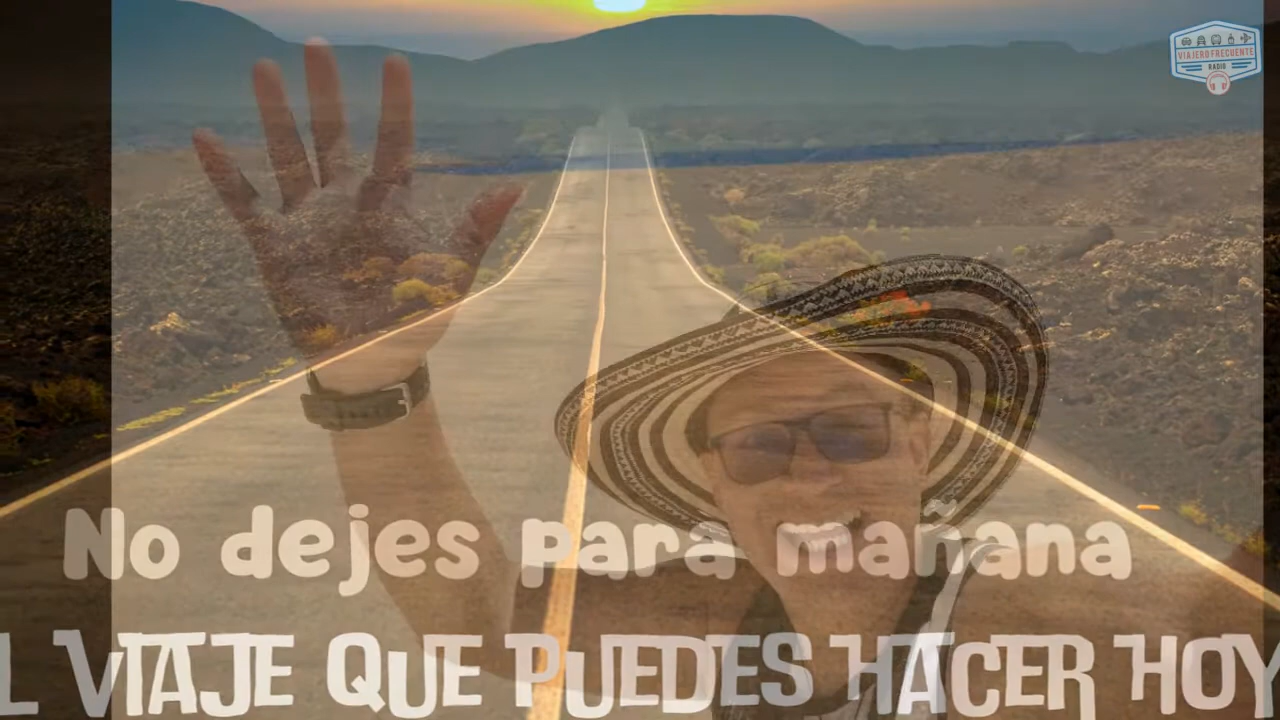 VIAJERO FRECUENTE
RADIO
No dejes para mañana
L VIAJE QUE PUEDES HACER HOY